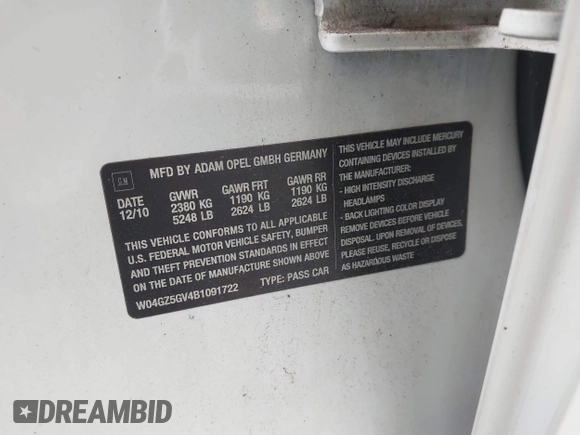 GM
MFD BY ADAM OPEL GMBH GERMANY
DATE GVWR GAWR FRT GAWR RR
12/10 2380 KG 1190 KG 1190 KG
5248 LB 2624 LB 2624 LB
THIS VEHICLE CONFORMS TO ALL APPLICABLE
U.S. FEDERAL MOTOR VEHICLE SAFETY, BUMPER
AND THEFT PREVENTION STANDARDS IN EFFECT
ON THE DATE OF MANUFACTURE SHOWN ABOVE
W04GZ5GV4B1091722 TYPE: PASS CAR
THIS VEHICLE MAY INCLUDE MERCURY
CONTAINING DEVICES INSTALLED BY
THE MANUFACTURER:
- HIGH INTENSITY DISCHARGE
HEADLAMPS
- BACK LIGHTING COLOR DISPLAY
REMOVE DEVICES BEFORE VEHICLE
DISPOSAL. UPON REMOVAL OF DEVICES.
PLEASE REUSE, RECYCLE OR DISPOSE
AS HAZARDOUS WASTE
DREAMBID